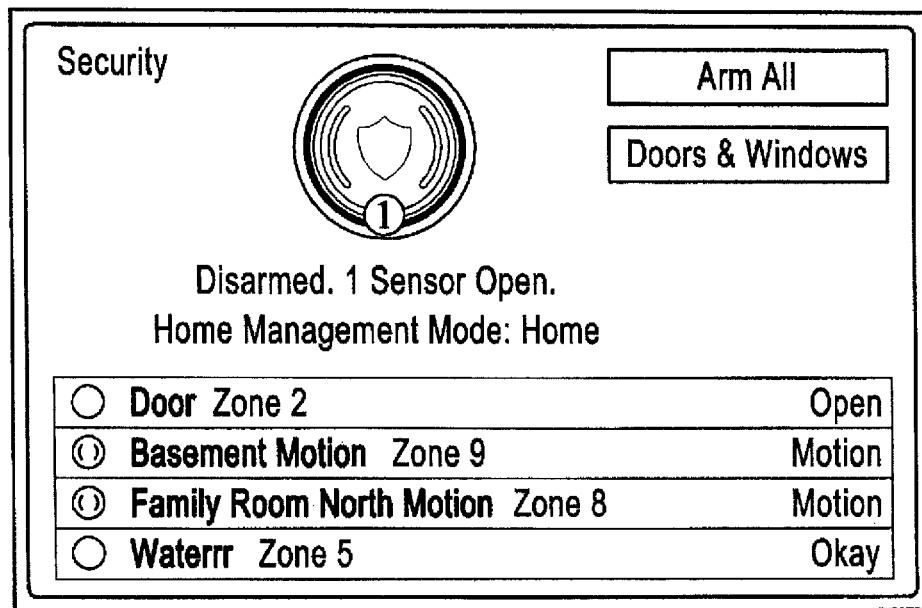 Security
Arm All
Doors & Windows
1
Disarmed. 1 Sensor Open.
Home Management Mode: Home
Door Zone 2 Open
Basement Motion Zone 9 Motion
Family Room North Motion Zone 8 Motion
Waterrr Zone 5 Okay